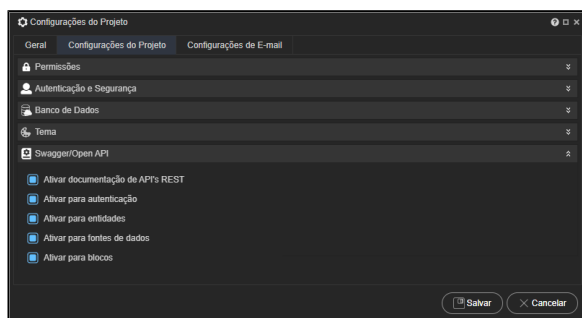 Configurações do Projeto
Geral Configurações do Projeto Configurações de E-mail
Permissões
Autenticação e Segurança
Banco de Dados
Tema
Swagger/Open API
Ativar documentação de API's REST
Ativar para autenticação
Ativar para entidades
Ativar para fontes de dados
Ativar para blocos
Salvar Cancelar